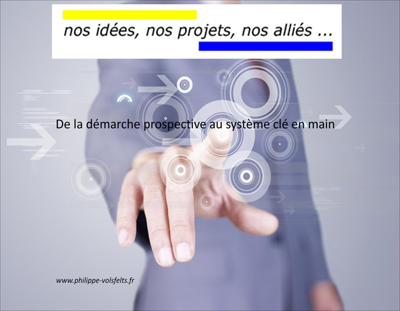 nos idées, nos projets, nos alliés ...
De la démarche prospective au système clé en main
www.philippe-volsfelts.fr